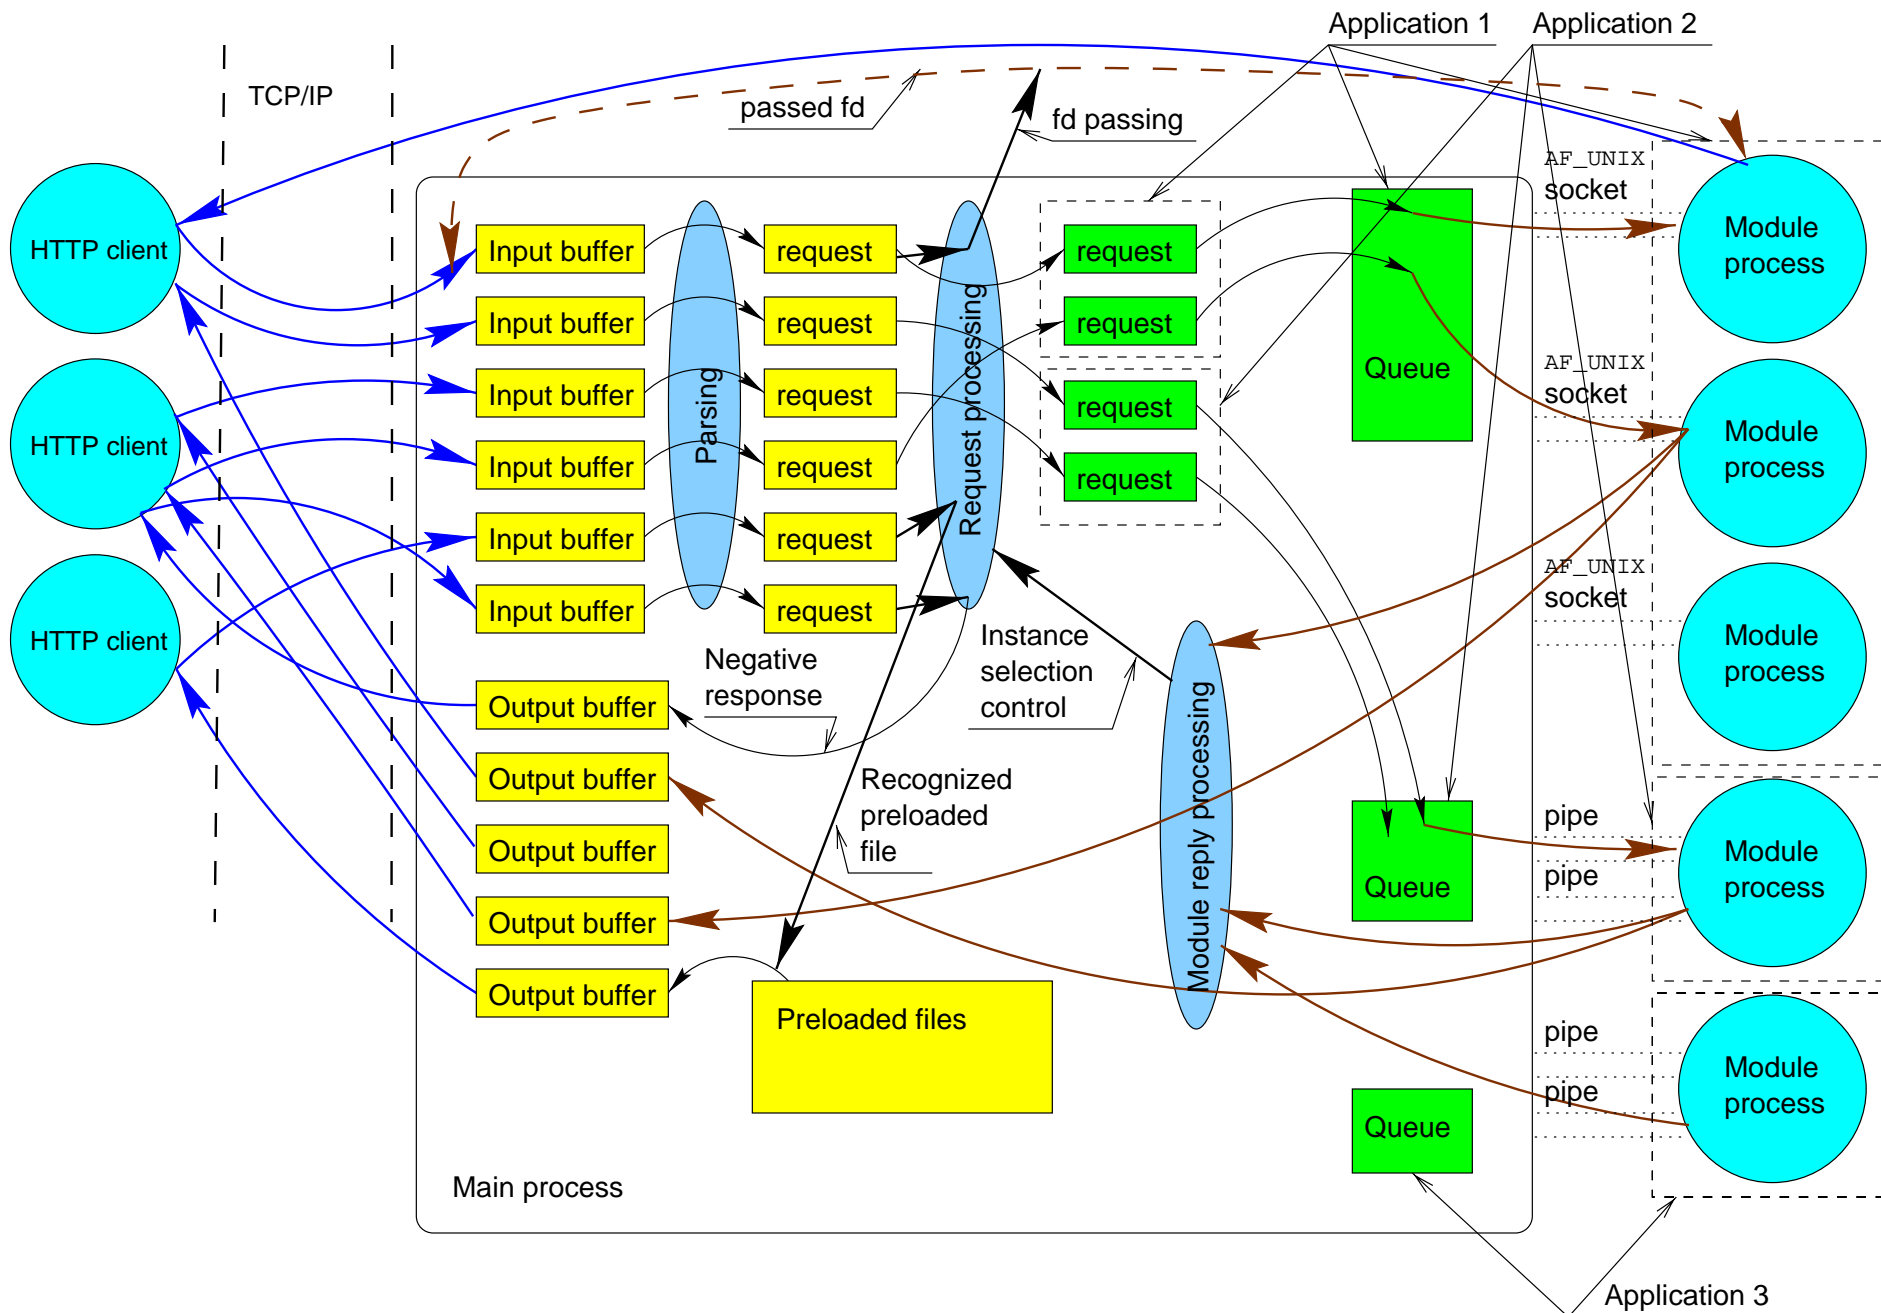 Application 1
Application 2
TCP/IP
passed fd
fd passing
AF_UNIX
socket
HTTP client
Input buffer
request
request
Module
process
Input buffer
request
request
Queue
AF_UNIX
socket
Input buffer
request
request
HTTP client
Parsing
Request processing
Module
process
Input buffer
request
request
Input buffer
request
AF_UNIX
socket
Input buffer
request
HTTP client
Module
process
Negative
response
Instance
selection
control
Output buffer
Output buffer
Recognized
preloaded
file
Module reply processing
pipe
Output buffer
Queue
pipe
Module
process
Output buffer
Output buffer
Preloaded files
pipe
pipe
Module
process
Queue
Main process
Application 3